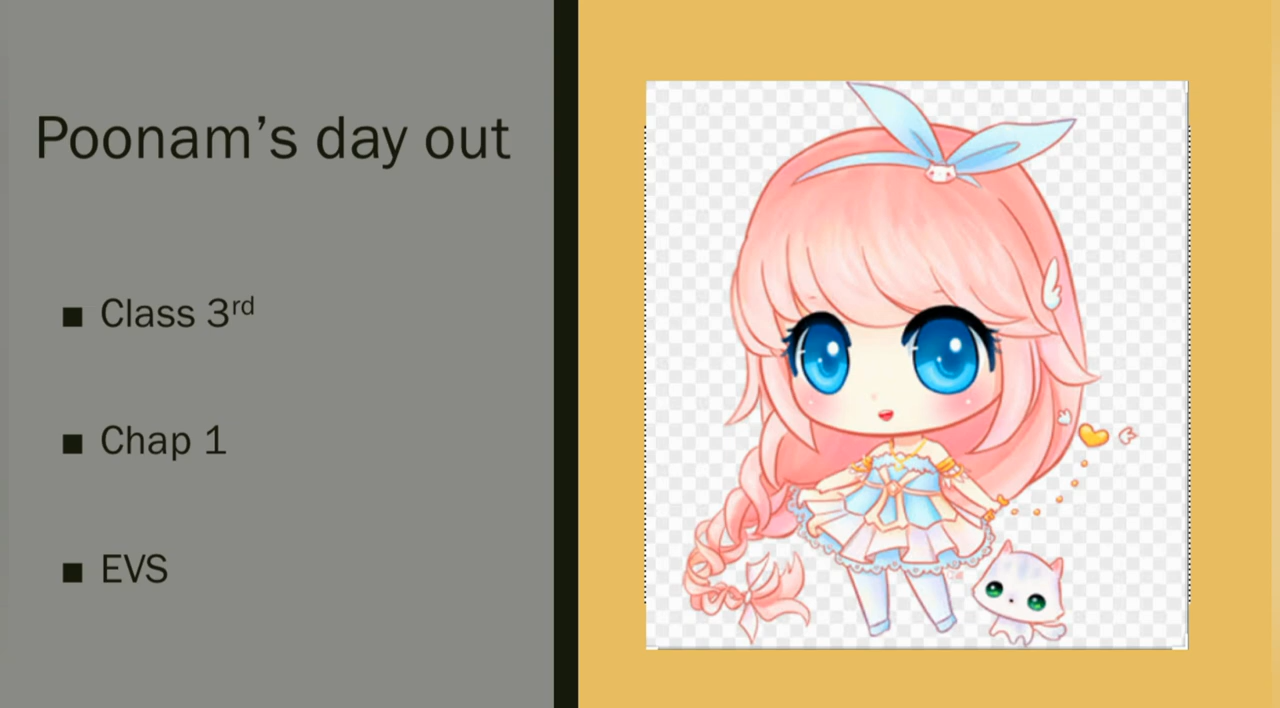 Poonam’s day out
■ Class 3rd
■ Chap 1
■ EVS